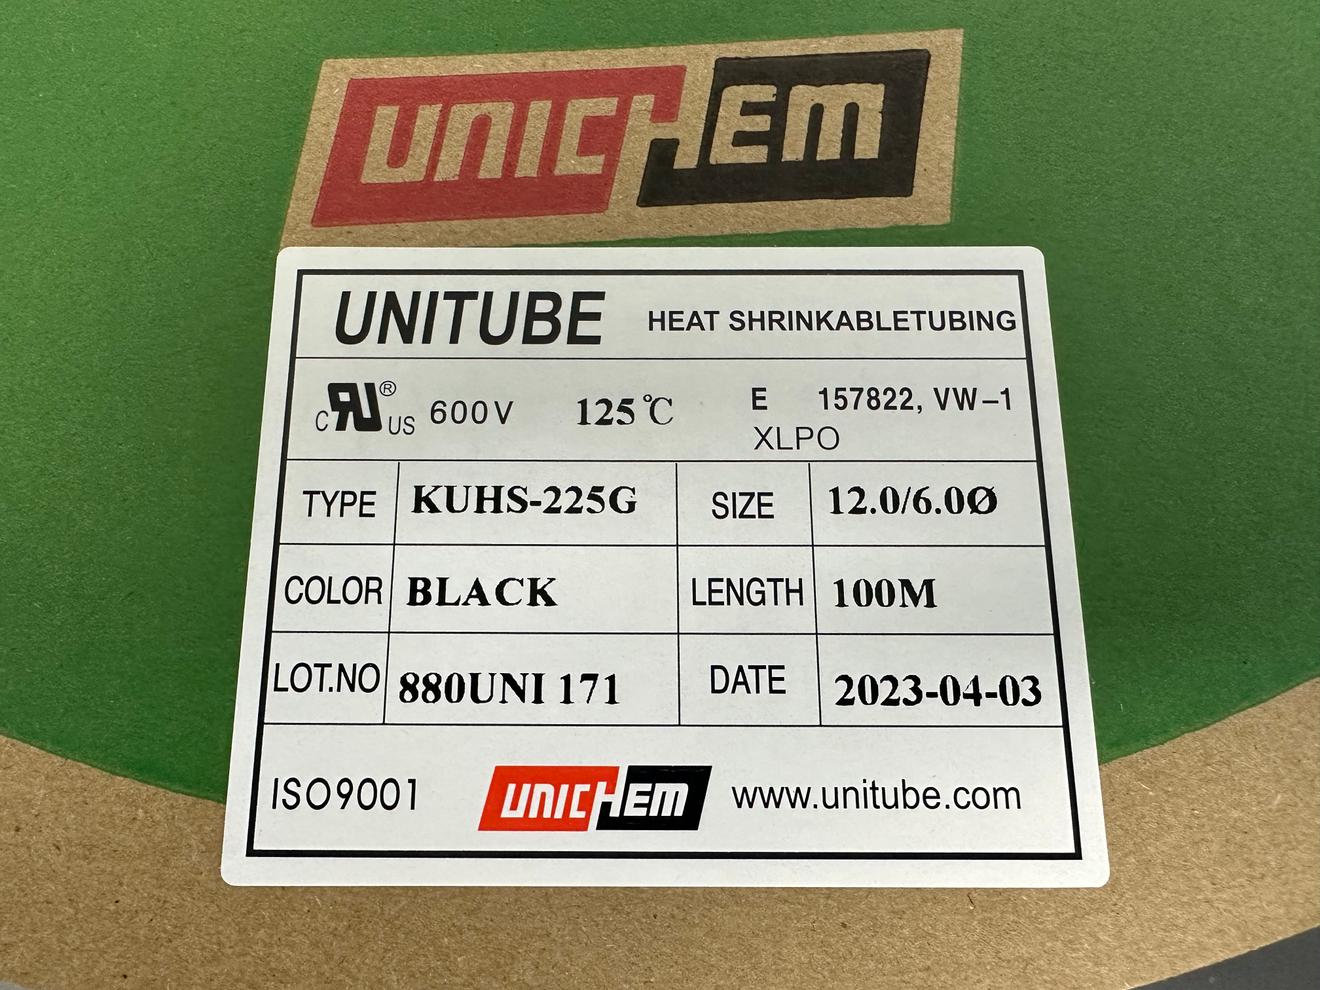 UNICHEM
UNITUBE HEAT SHRINKABLETUBING
c RU ® US 600V 125℃ E 157822, VW-1
XLPO
TYPE KUHS-225G SIZE 12.0/6.0Ø
COLOR BLACK LENGTH 100M
LOT.NO 880UNI 171 DATE 2023-04-03
ISO9001 UNICHEM www.unitube.com